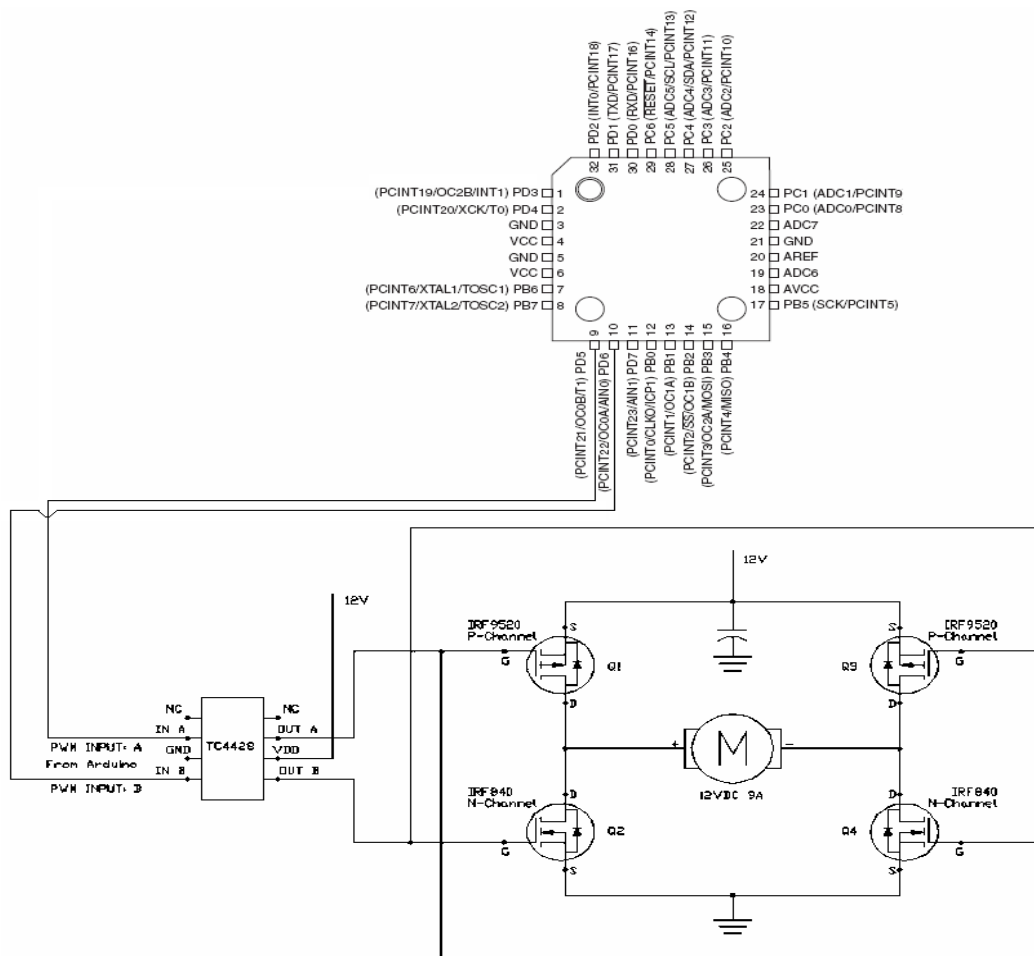 PD2 (INT0/PCINT18)
PD1 (TXD/PCINT17)
PD0 (RXD/PCINT16)
PC6 (RESET/PCINT14)
PC5 (ADC5/SCL/PCINT13)
PC4 (ADC4/SDA/PCINT12)
PC3 (ADC3/PCINT11)
PC2 (ADC2/PCINT10)
32 31 30 29 28 27 26 25
(PCINT19/OC2B/INT1) PD3 1
(PCINT20/XCK/T0) PD4 2
GND 3
VCC 4
GND 5
VCC 6
(PCINT6/XTAL1/TOSC1) PB6 7
(PCINT7/XTAL2/TOSC2) PB7 8
24 PC1 (ADC1/PCINT9
23 PC0 (ADC0/PCINT8
22 ADC7
21 GND
20 AREF
19 ADC6
18 AVCC
17 PB5 (SCK/PCINT5)
9 10 11 12 13 14 15 16
(PCINT21/OC0B/T1) PD5
(PCINT22/OC0A/AIN0) PD6
(PCINT23/AIN1) PD7
(PCINT0/CLKO/ICP1) PB0
(PCINT1/OC1A) PB1
(PCINT2/SS/OC1B) PB2
(PCINT3/OC2A/MOSI) PB3
(PCINT4/MISO) PB4
12V
12V
IRF9520
P-Channel
G
S
D
Q1
IRF9520
P-Channel
G
S
D
Q3
NC
IN A
GND
IN B
TC4428
NC
OUT A
VDD
OUT B
PWM INPUT: A
From Arduino
PWM INPUT: B
+ M -
12VDC 9A
IRF840
N-Channel
G
D
S
Q2
IRF840
N-Channel
G
D
S
Q4